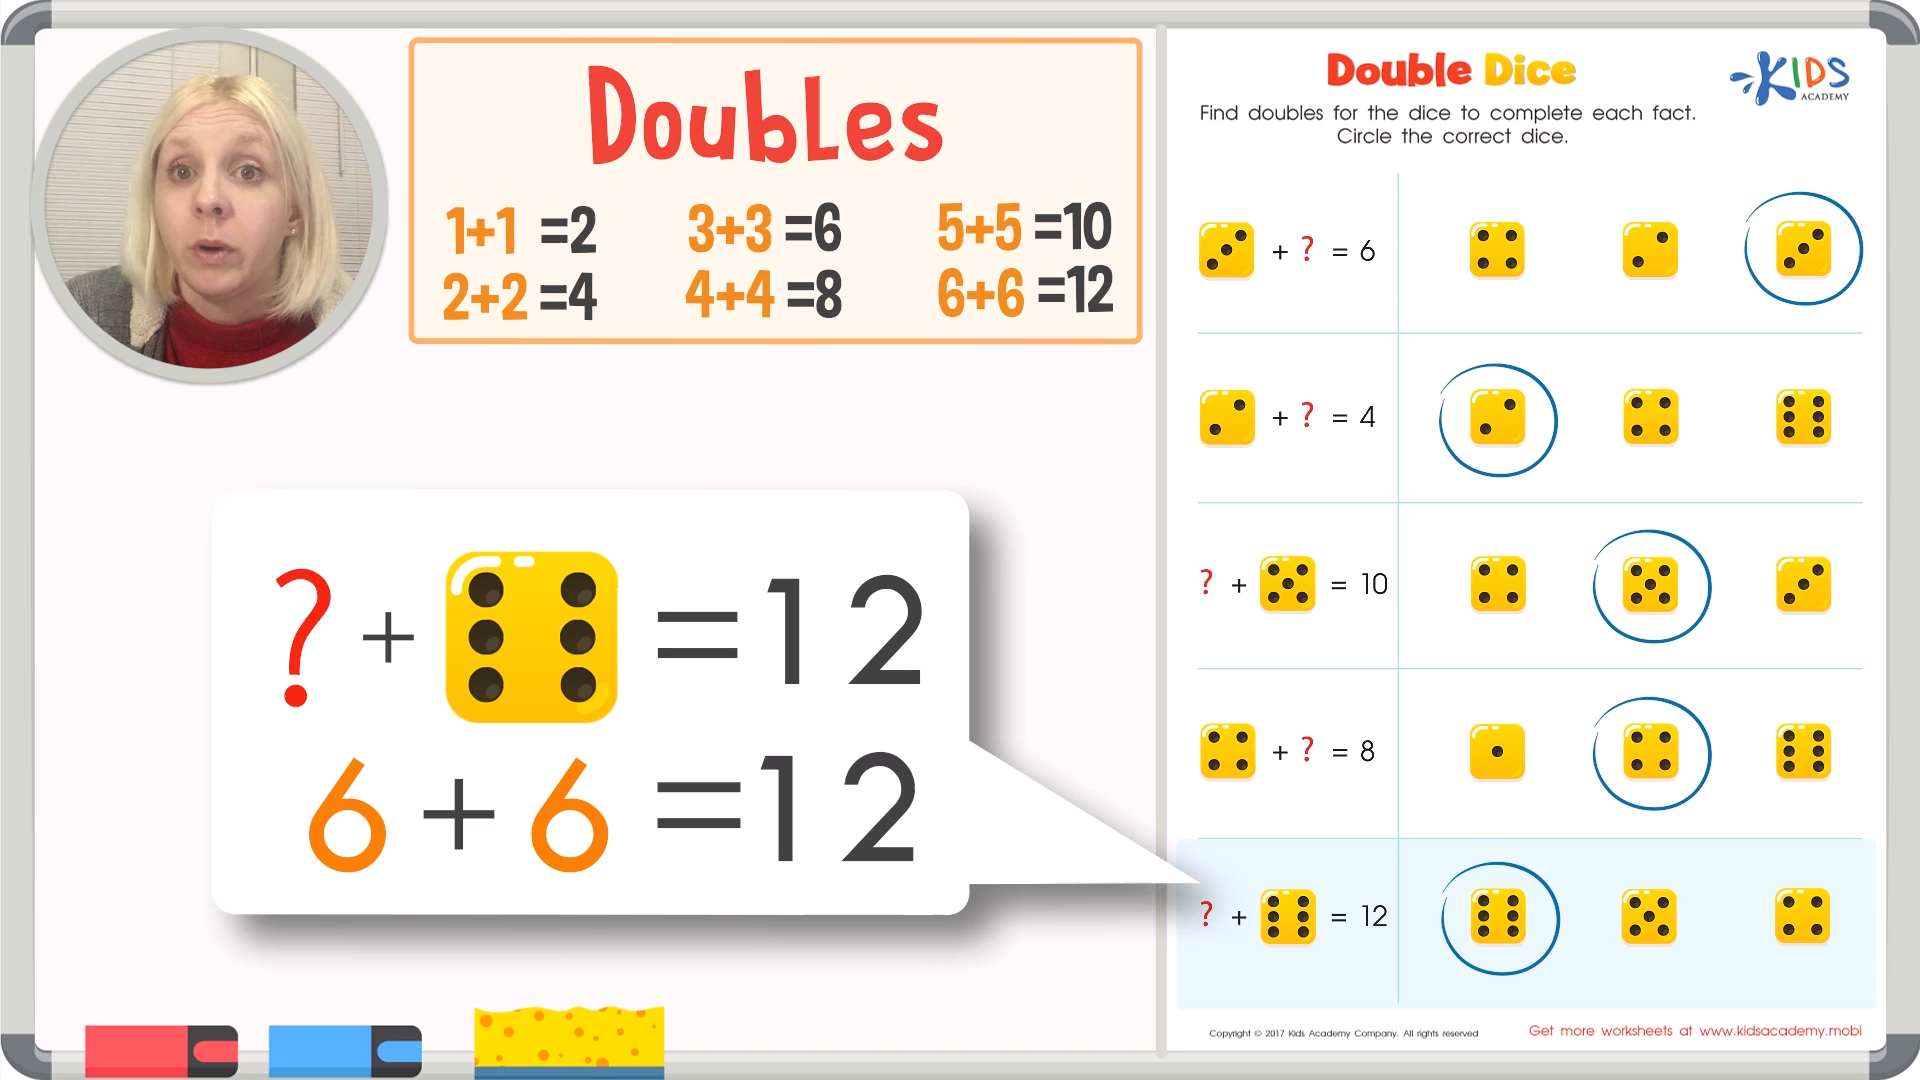 Doubles
1+1 =2
3+3 =6
5+5 =10
2+2 =4
4+4 =8
6+6 =12
? + =12
6 + 6 =12
Double Dice
KIDS
ACADEMY
Find doubles for the dice to complete each fact.
Circle the correct dice.
+ ? = 6
+ ? = 4
? + = 10
+ ? = 8
? + = 12
Copyright © 2017 Kids Academy Company. All rights reserved
Get more worksheets at www.kidsacademy.mobi